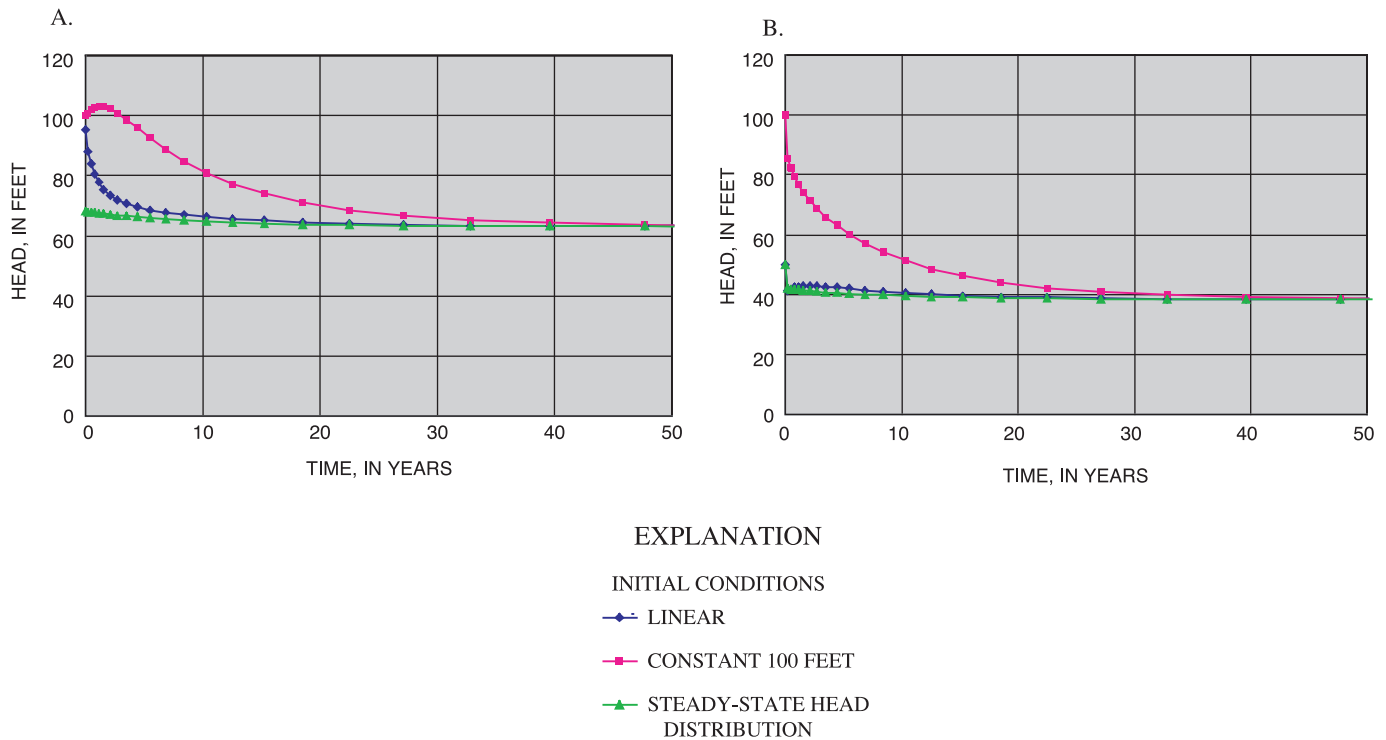 A.
120
100
80
60
40
20
0
HEAD, IN FEET
0 10 20 30 40 50
TIME, IN YEARS
B.
120
100
80
60
40
20
0
HEAD, IN FEET
0 10 20 30 40 50
TIME, IN YEARS
EXPLANATION
INITIAL CONDITIONS
LINEAR
CONSTANT 100 FEET
STEADY-STATE HEAD
DISTRIBUTION